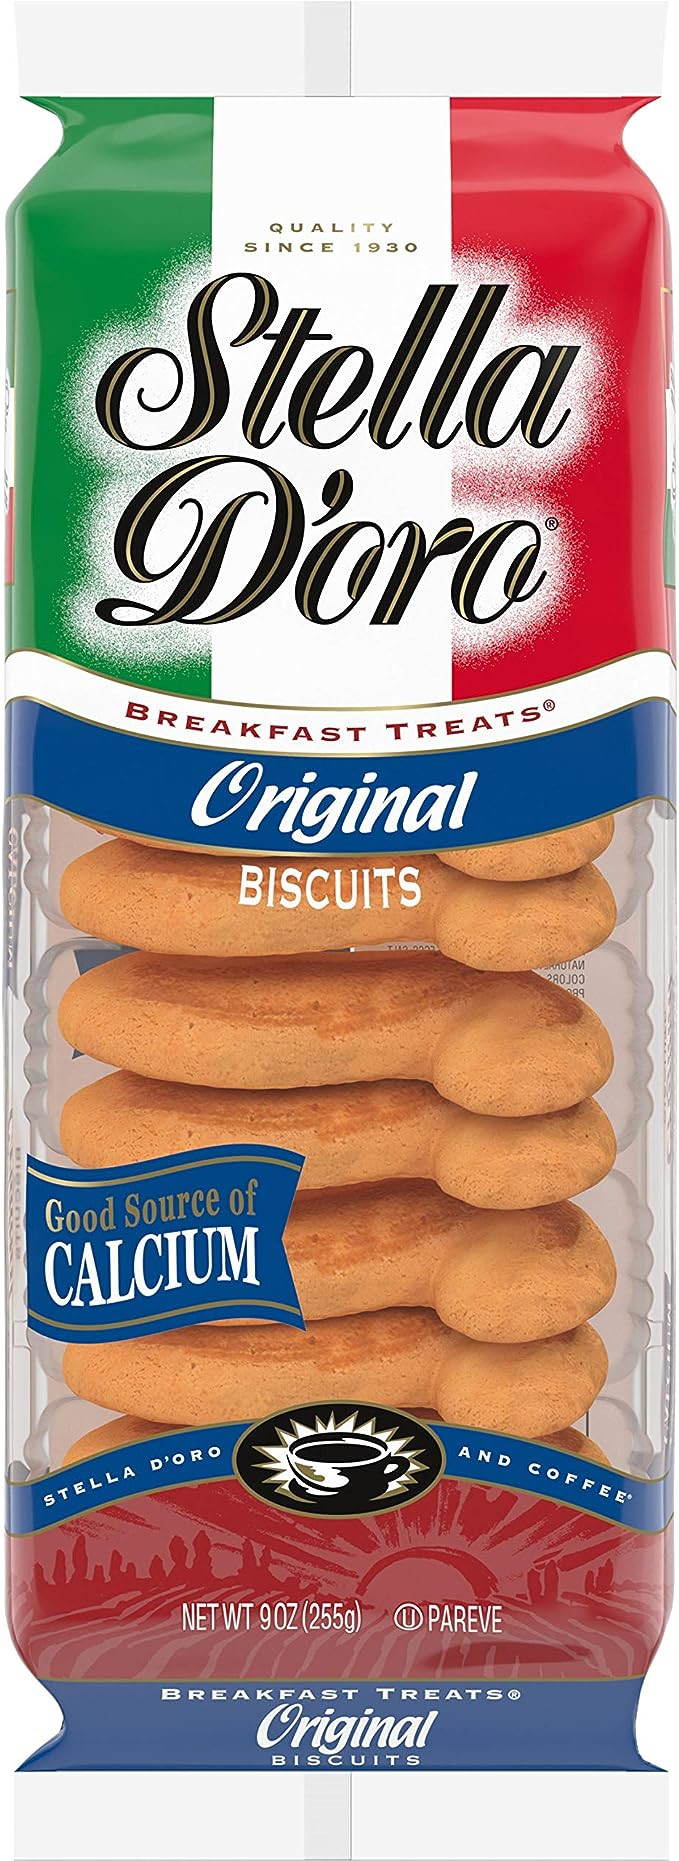 QUALITY
SINCE 1930
Stella
D'oro®
BREAKFAST TREATS®
Original
BISCUITS
Good Source of
CALCIUM
STELLA D'ORO AND COFFEE®
NET WT 9 OZ (255g) Ⓤ PAREVE
BREAKFAST TREATS®
Original
BISCUITS